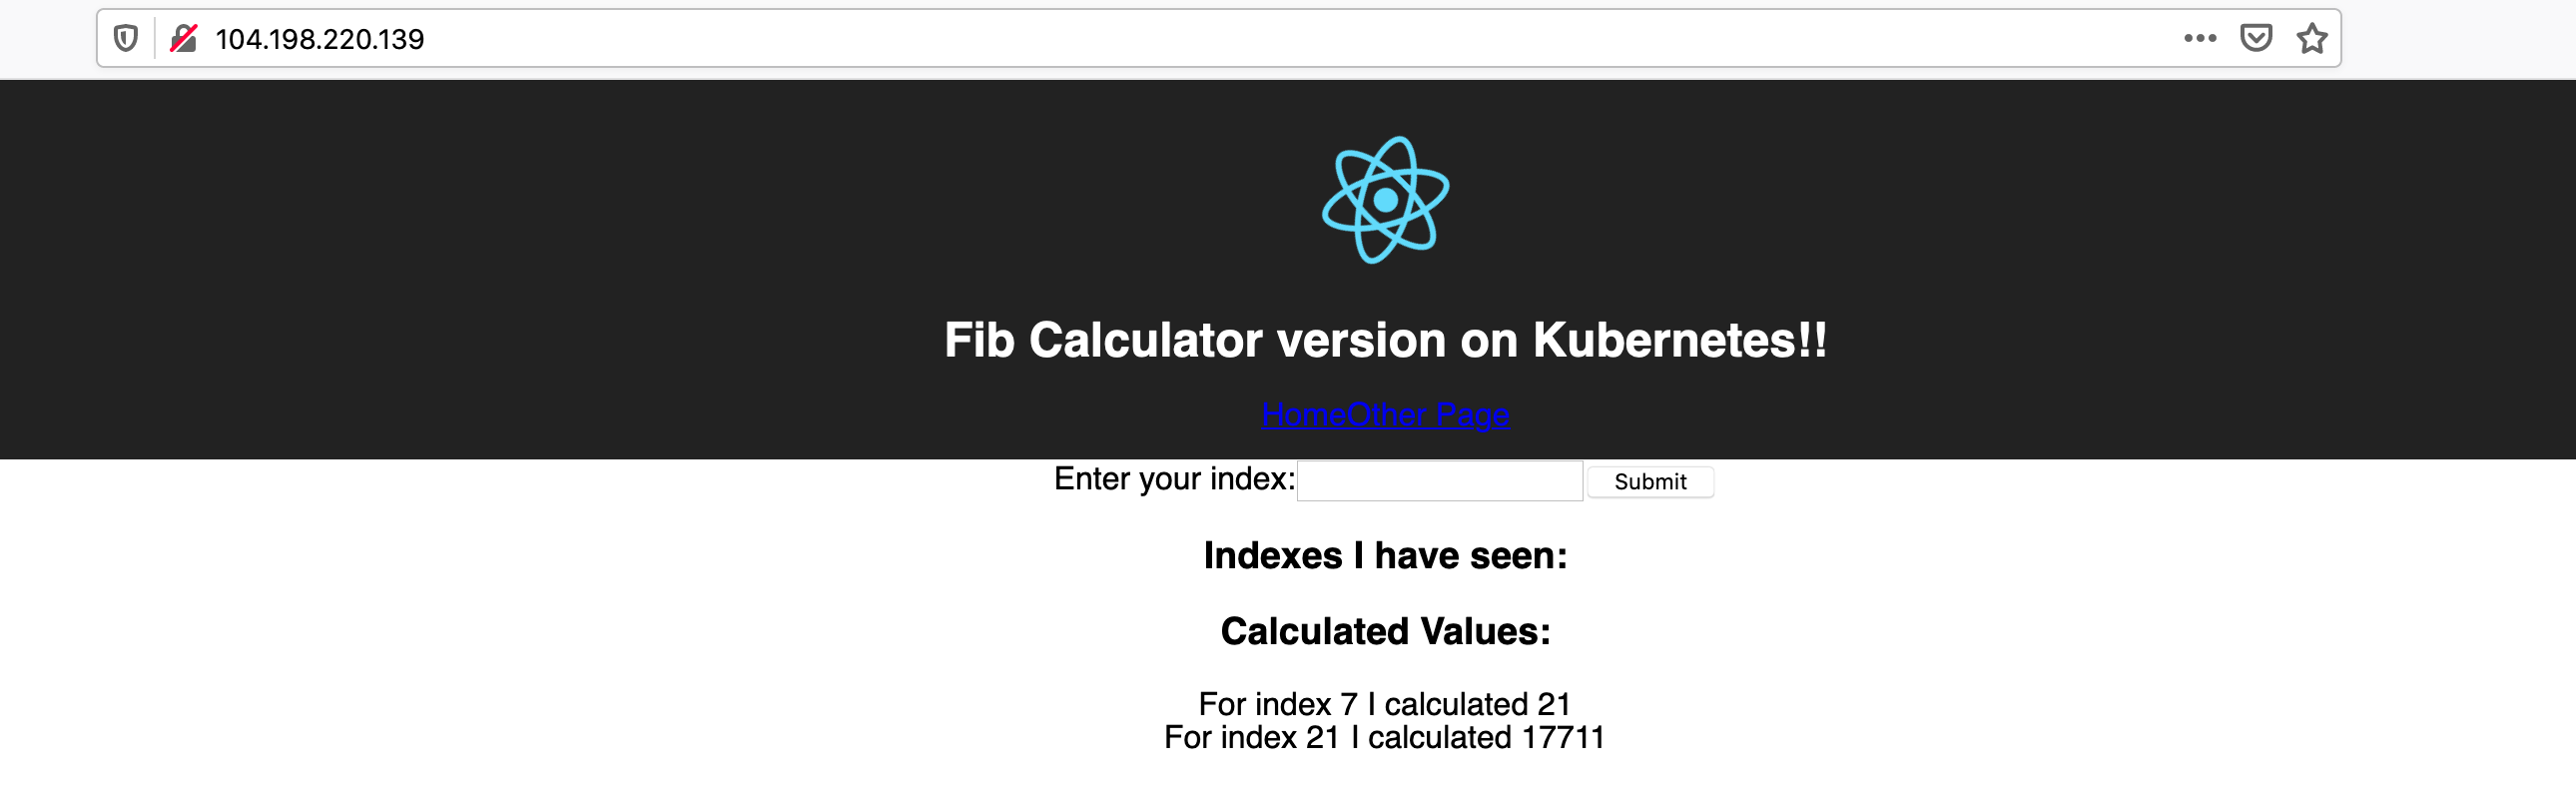 104.198.220.139
Fib Calculator version on Kubernetes!!
HomeOther Page
Enter your index: Submit
Indexes I have seen:
Calculated Values:
For index 7 I calculated 21
For index 21 I calculated 17711